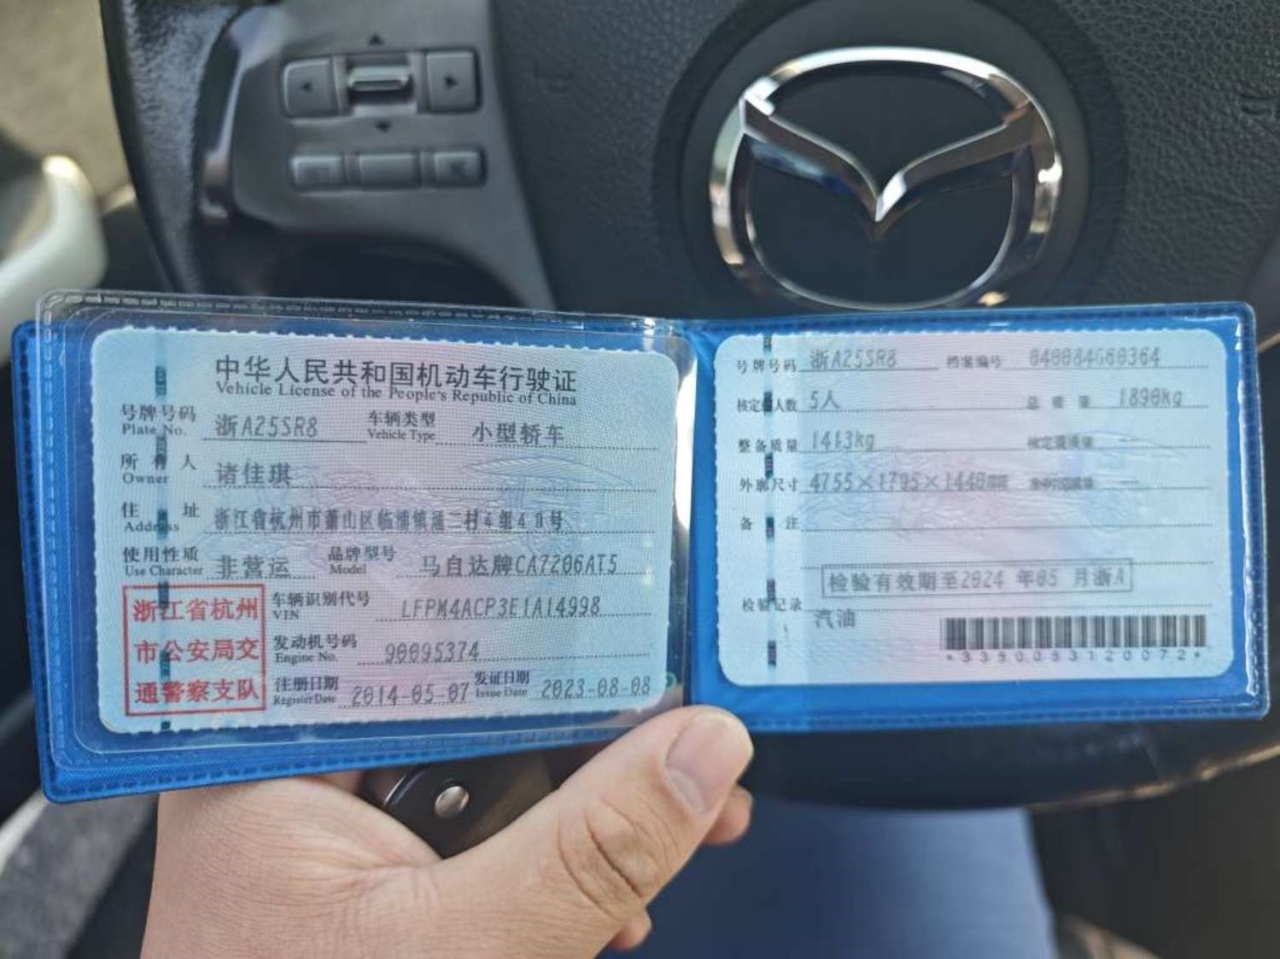 中华人民共和国机动车行驶证
Vehicle License of the People's Republic of China
号牌号码 浙A25SR8 车辆类型 小型轿车
Plate No. Vehicle Type
所有人 诸佳琪
Owner
住址 浙江省杭州市萧山区临浦镇通二村4组40号
Address
使用性质 非营运 品牌型号 马自达牌CA7206AT5
Use Character Model
浙江省杭州
市公安局交
通警察支队
车辆识别代号 LFPM4ACP3E1A14998
VIN
发动机号码 90095374
Engine No.
注册日期 2014-05-07 发证日期 2023-08-08
Register Date Issue Date
号牌号码 浙A25SR8 档案编号
核定载人数 5人 总质量 1890kg
整备质量 1413kg 核定载质量 --
外廓尺寸 4755×1795×1440mm --
备注
检验有效期至2024年05月浙A
检验记录
汽油
*3390053120072*